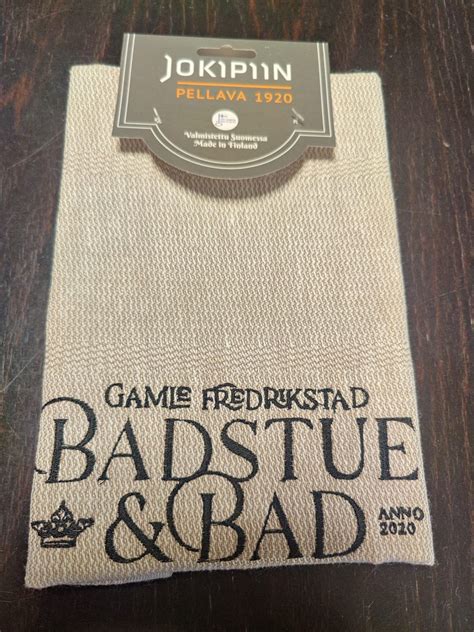 JOKIPIIN
PELLAVA 1920
Valmistettu Suomessa
Made in Finland
GAMLE FREDRIKSTAD
BADSTUE
& BAD
ANNO
2020